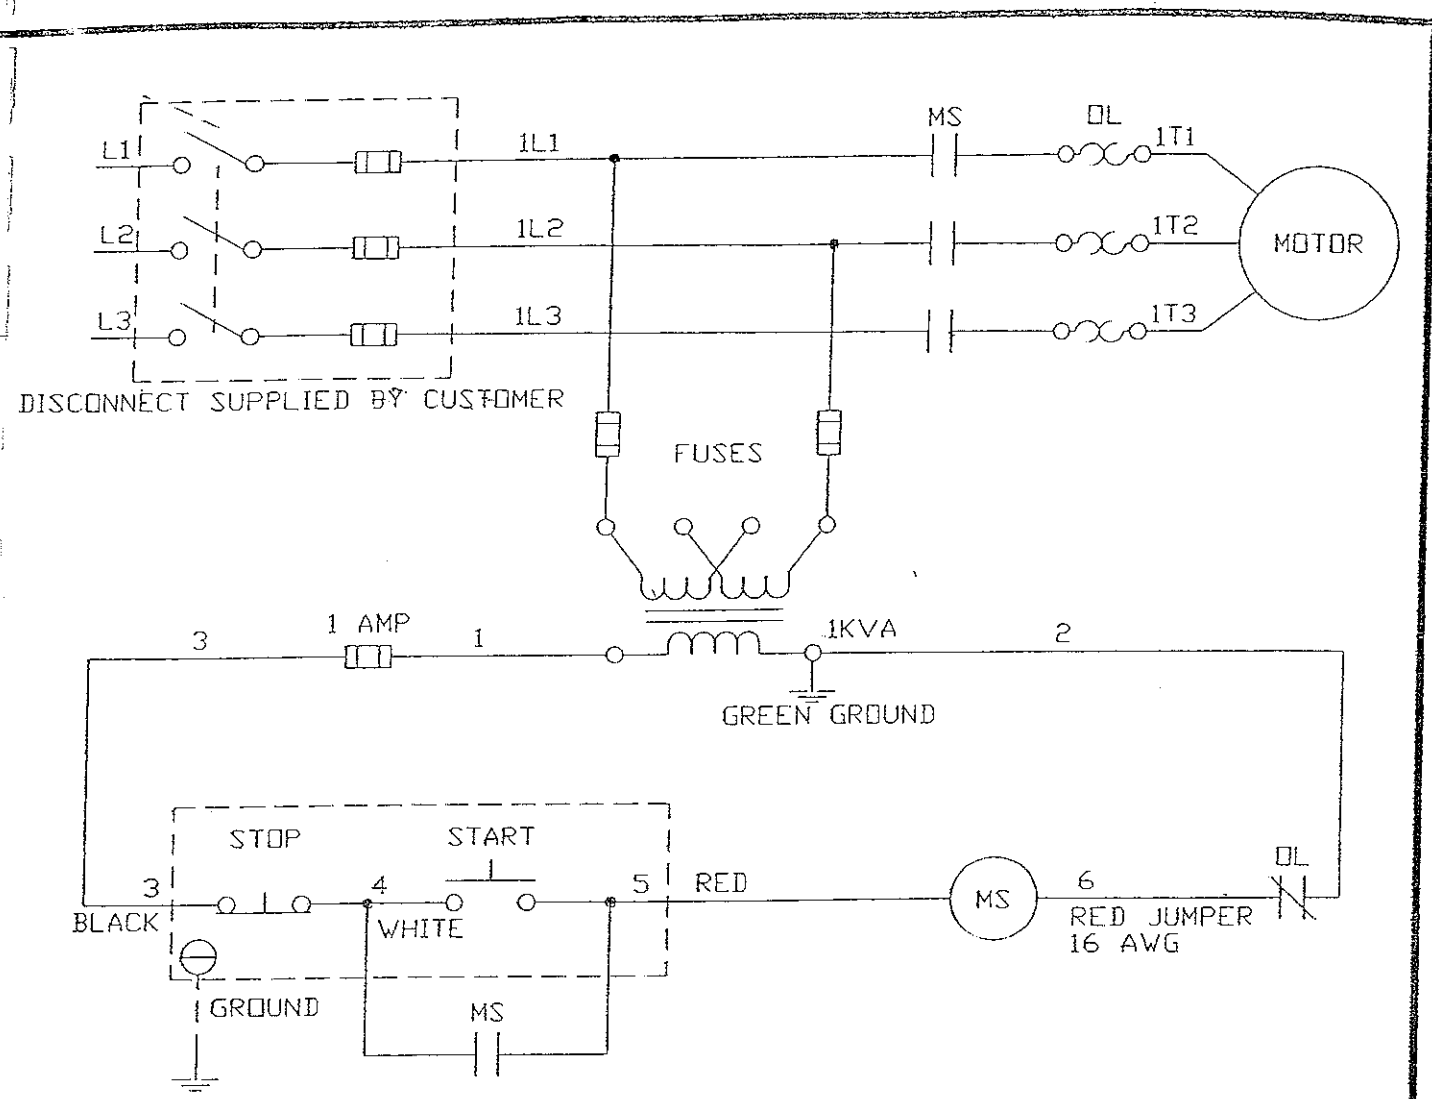 MS
OL
L1
1L1
1T1
L2
1L2
1T2
MOTOR
L3
1L3
1T3
DISCONNECT SUPPLIED BY CUSTOMER
FUSES
3
1 AMP
1
.1KVA
2
GREEN GROUND
STOP
START
OL
3
4
5
RED
MS
6
BLACK
WHITE
RED JUMPER
16 AWG
GROUND
MS